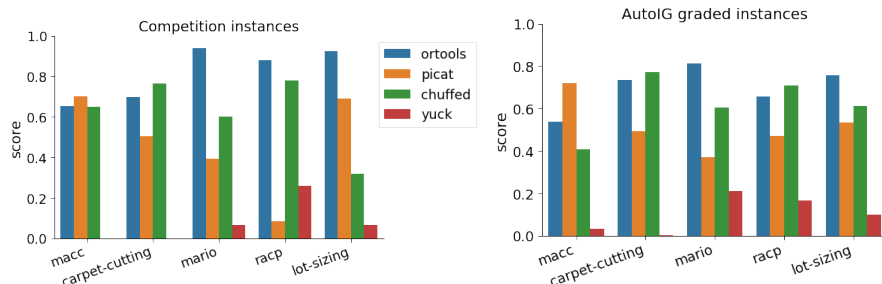 Competition instances
1.0
0.8
0.6
0.4
0.2
0.0
score
macc
carpet-cutting
mario
racp
lot-sizing
ortools
picat
chuffed
yuck
AutoIG graded instances
1.0
0.8
0.6
0.4
0.2
0.0
score
macc
carpet-cutting
mario
racp
lot-sizing